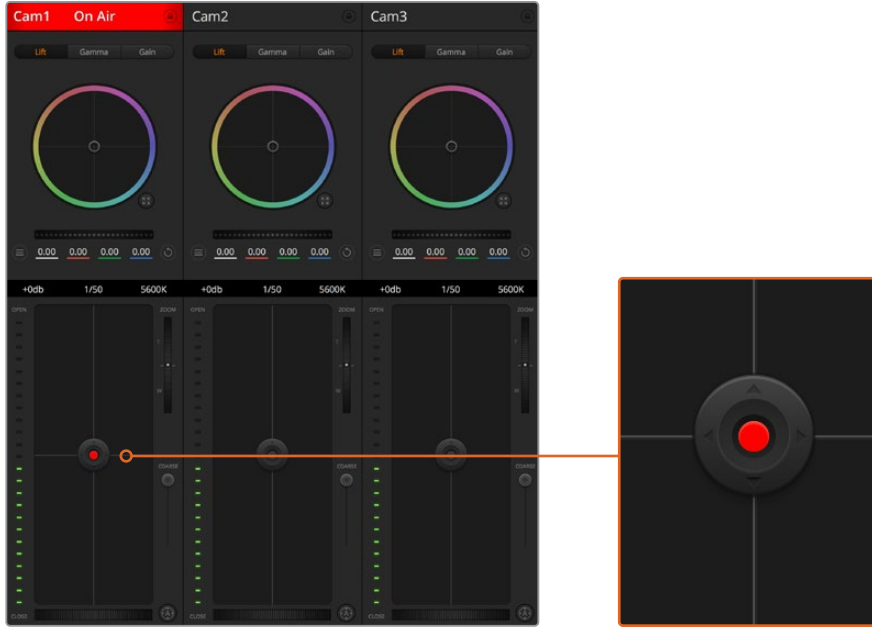 Cam1 On Air Cam2 Cam3
Lift Gamma Gain Lift Gamma Gain Lift Gamma Gain
0.00 0.00 0.00 0.00 0.00 0.00 0.00 0.00 0.00 0.00 0.00 0.00
+0db 1/50 5600K +0db 1/50 5600K +0db 1/50 5600K
OPEN ZOOM OPEN ZOOM OPEN ZOOM
T T T
W W W
COARSE COARSE COARSE
CLOSE CLOSE CLOSE